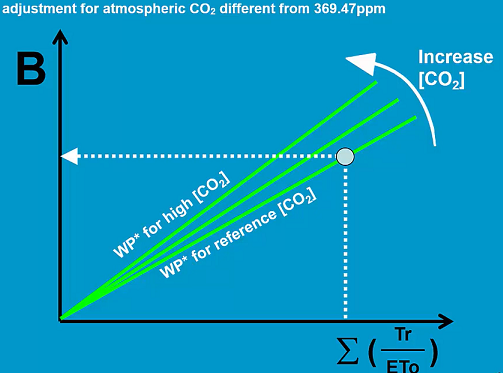 adjustment for atmospheric CO₂ different from 369.47ppm
B
Increase
[CO₂]
WP* for high [CO₂]
WP* for reference [CO₂]
Σ ( Tr / ETo )